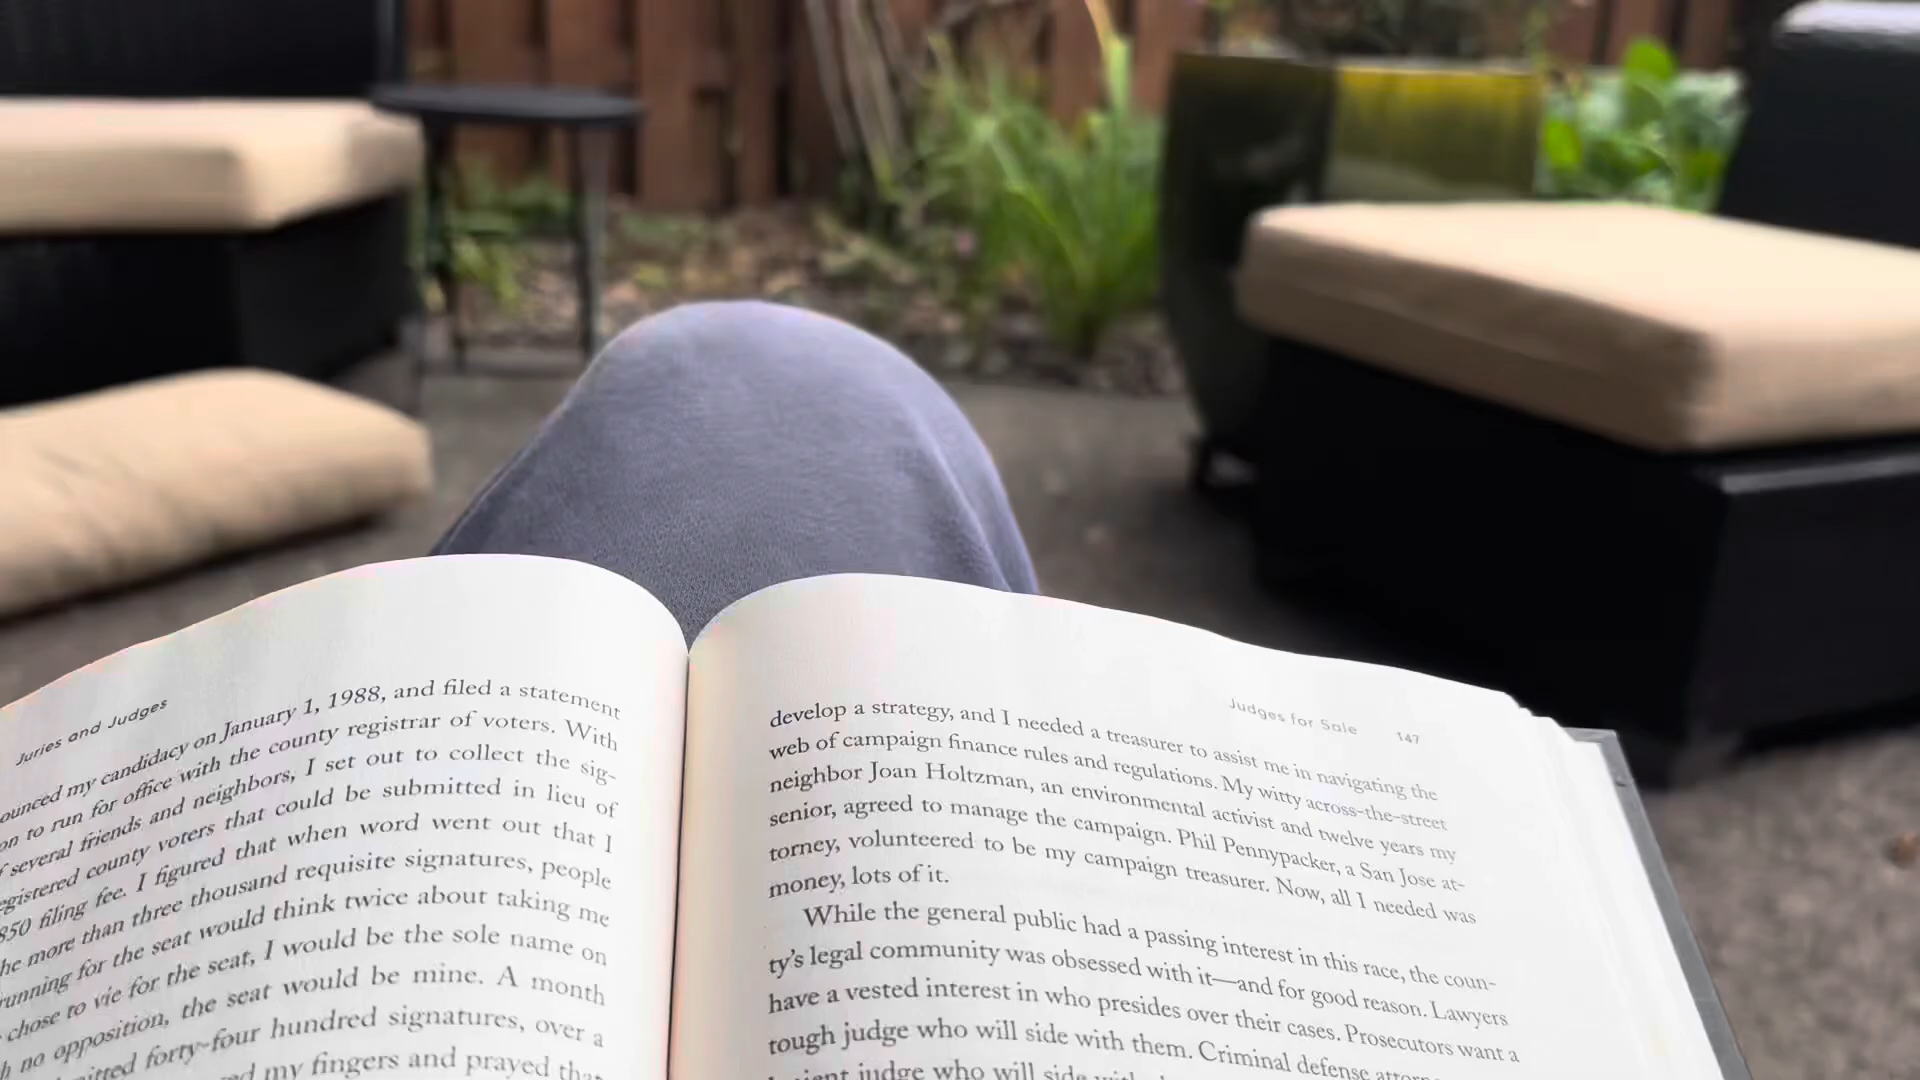 Juries and Judges
ounced my candidacy on January 1, 1988, and filed a statement
on to run for office with the county registrar of voters. With
f several friends and neighbors, I set out to collect the sig-
egistered county voters that could be submitted in lieu of
850 filing fee. I figured that when word went out that I
he more than three thousand requisite signatures, people
running for the seat would think twice about taking me
chose to vie for the seat, I would be the sole name on
h no opposition, the seat would be mine. A month
forty-four hundred signatures, over a
my fingers and prayed that
Judges for Sale 147
develop a strategy, and I needed a treasurer to assist me in navigating the
web of campaign finance rules and regulations. My witty across-the-street
neighbor Joan Holtzman, an environmental activist and twelve years my
senior, agreed to manage the campaign. Phil Pennypacker, a San Jose at-
torney, volunteered to be my campaign treasurer. Now, all I needed was
money, lots of it.
While the general public had a passing interest in this race, the coun-
ty's legal community was obsessed with it—and for good reason. Lawyers
have a vested interest in who presides over their cases. Prosecutors want a
tough judge who will side with them. Criminal defense
judge who will side